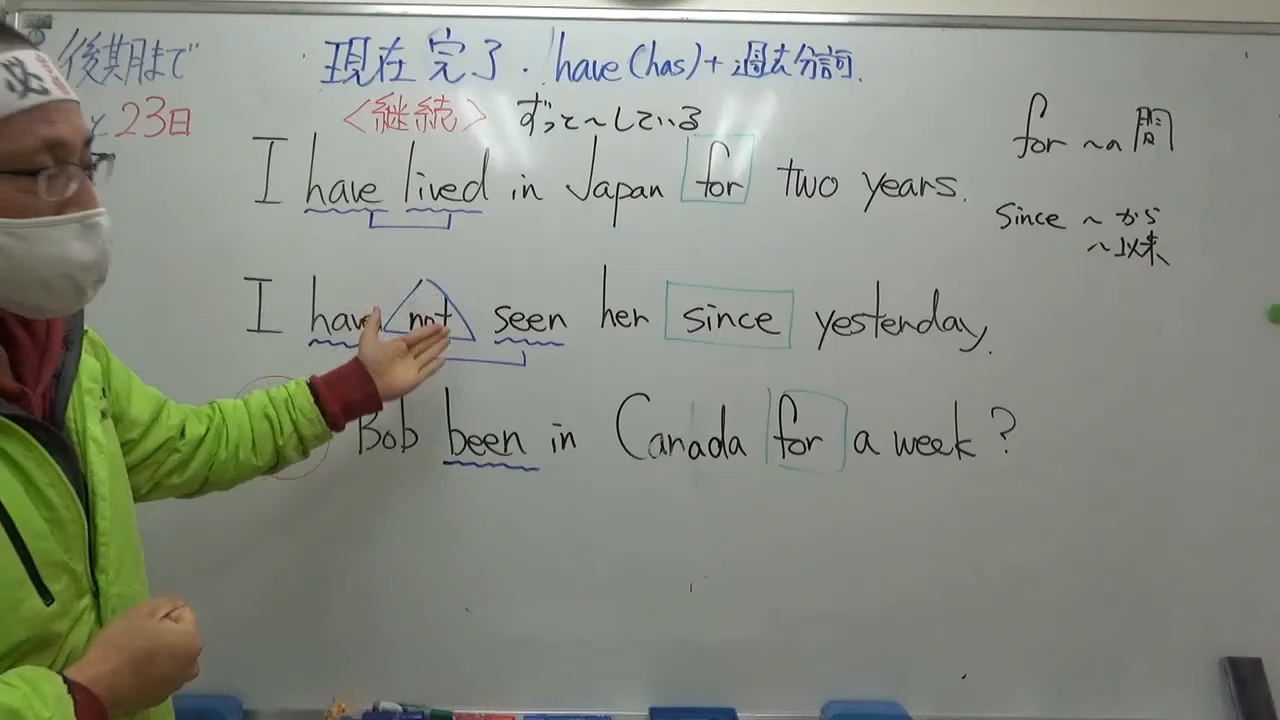 後期まで
23日
必
現在完了. have(has)+過去分詞.
<継続> ずっと〜している
I have lived in Japan for two years.
I have not seen her since yesterday.
Bob been in Canada for a week?
for 〜の間
since 〜から
〜以来